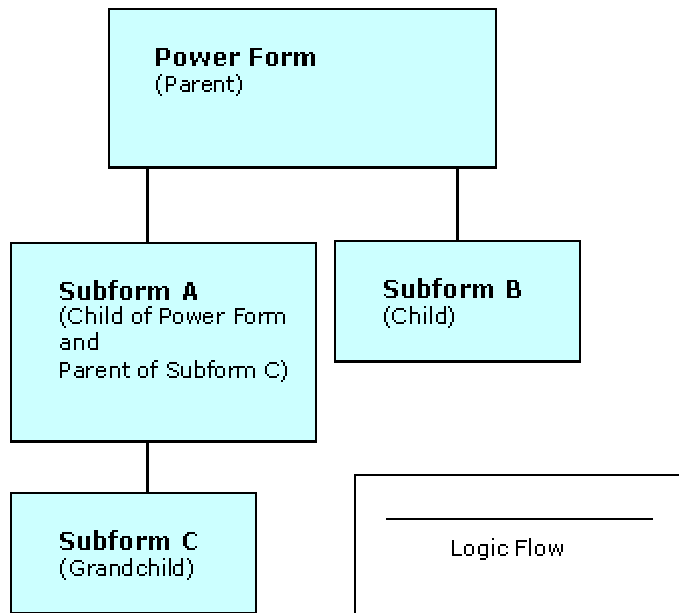 Power Form
(Parent)
Subform A
(Child of Power Form
and
Parent of Subform C)
Subform B
(Child)
Subform C
(Grandchild)
Logic Flow